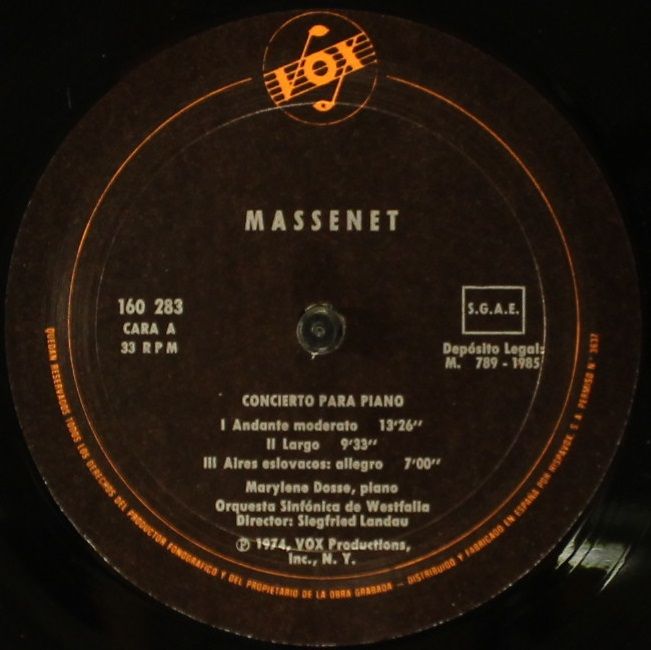 VOX
MASSENET
160 283
CARA A
33 RPM
S.G.A.E.
Depósito Legal:
M. 789 - 1985
CONCIERTO PARA PIANO
I Andante moderato 13'26''
II Largo 9'33''
III Aires eslovacos: allegro 7'00''
Marylene Dosse, piano
Orquesta Sinfónica de Westfalia
Director: Siegfried Landau
℗ 1974, VOX Productions,
Inc., N. Y.
QUEDAN RESERVADOS TODOS LOS DERECHOS DEL PRODUCTOR FONOGRAFICO Y DEL PROPIETARIO DE LA OBRA GRABADA — DISTRIBUIDO Y FABRICADO EN ESPAÑA POR HISPAVOX, S.A. PERMISO N° 3637